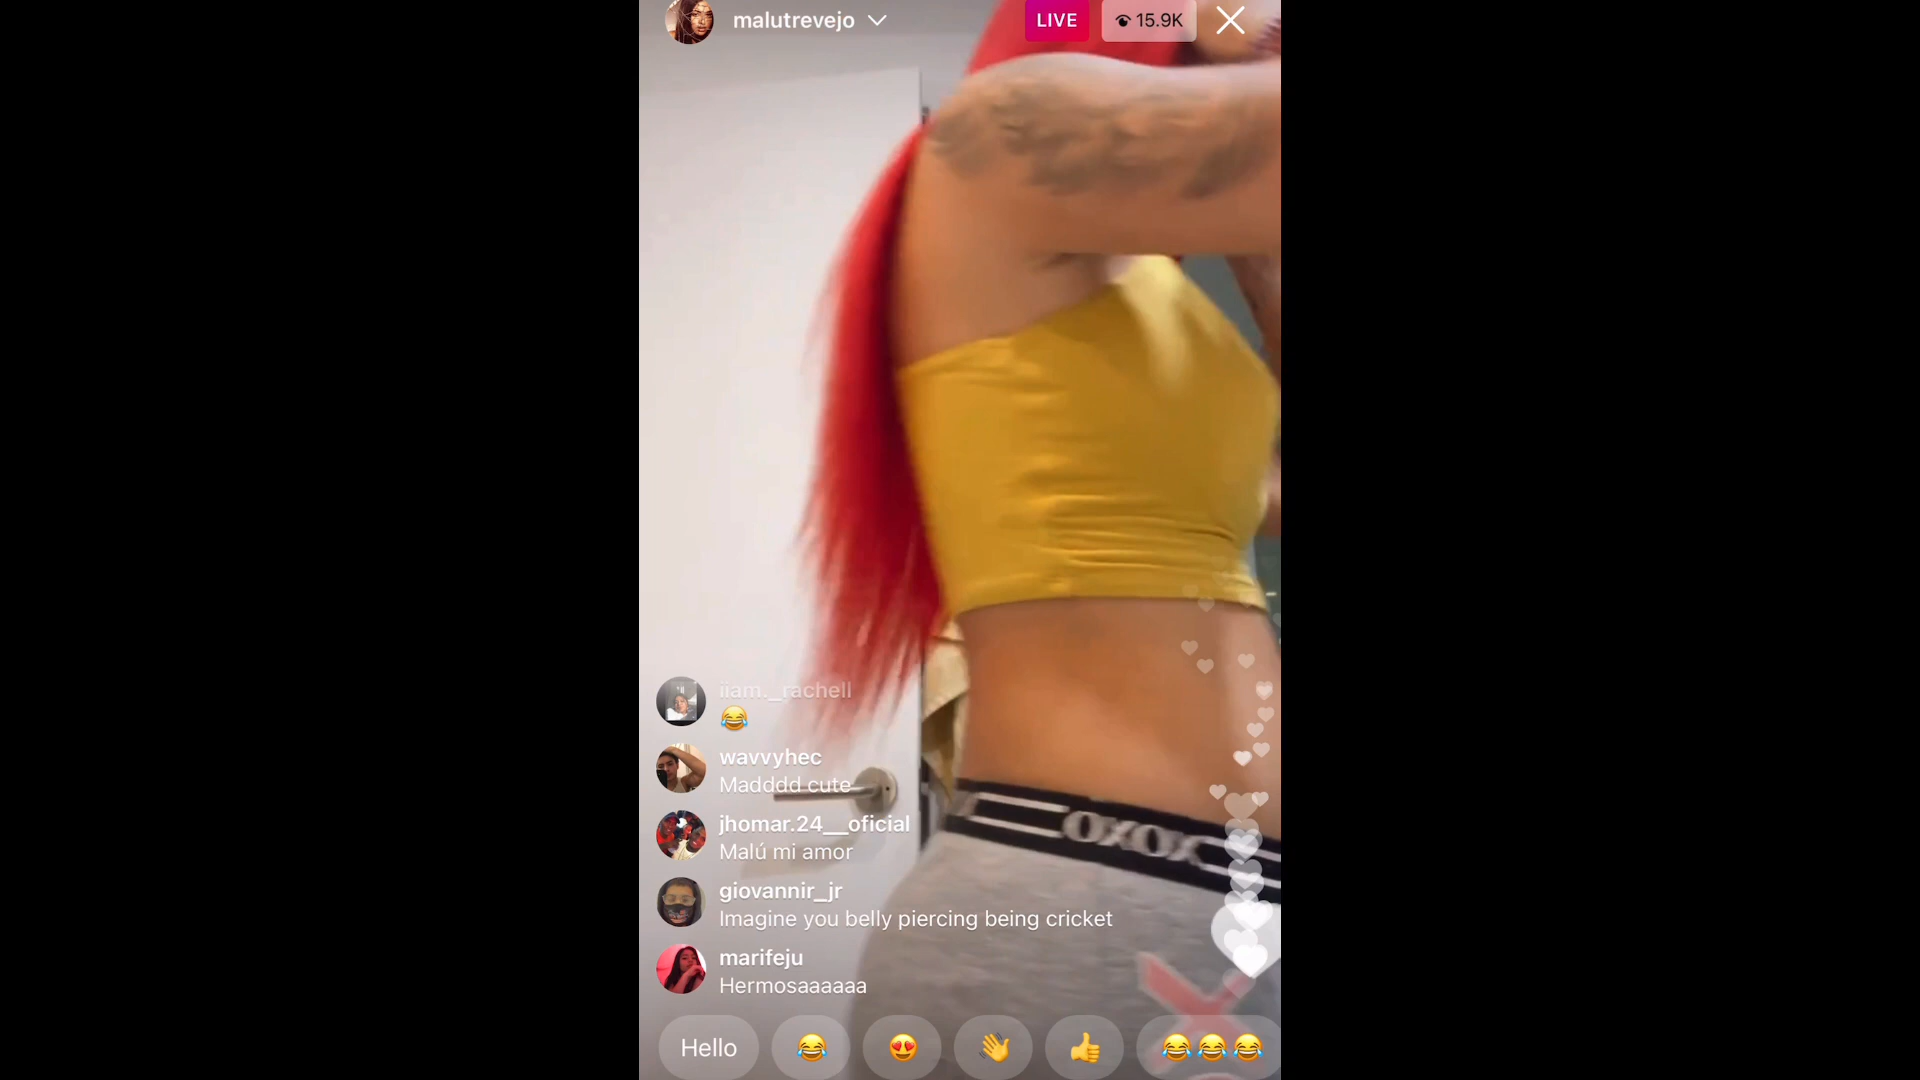 malutrevejo
LIVE
15.9K
iiam._rachell
😂
wavvyhec
Madddd cute
jhomar.24__oficial
Malú mi amor
giovannir_jr
Imagine you belly piercing being cricket
marifeju
Hermosaaaaaa
OXOX
Hello 😂 😍 👋 👍 😂😂😂